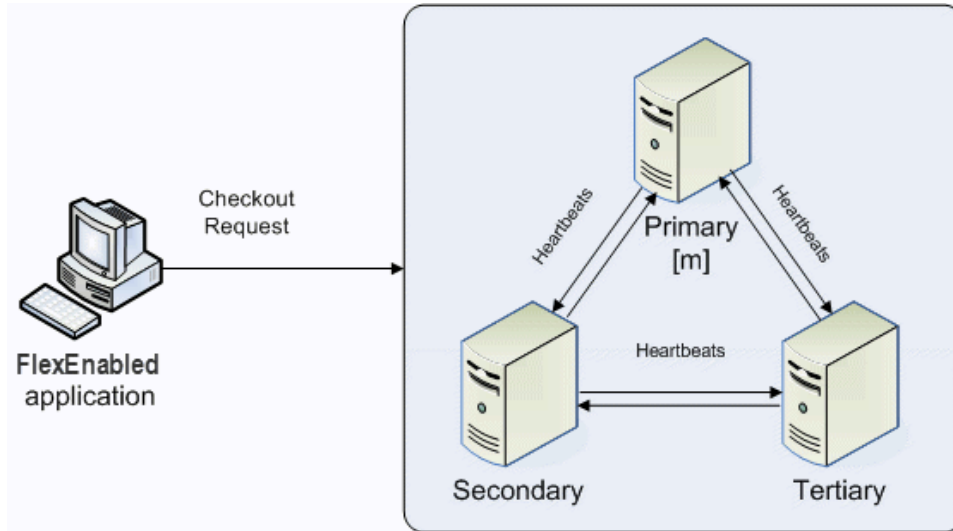 Checkout
Request
FlexEnabled
application
Heartbeats
Primary
[m]
Heartbeats
Heartbeats
Secondary
Tertiary